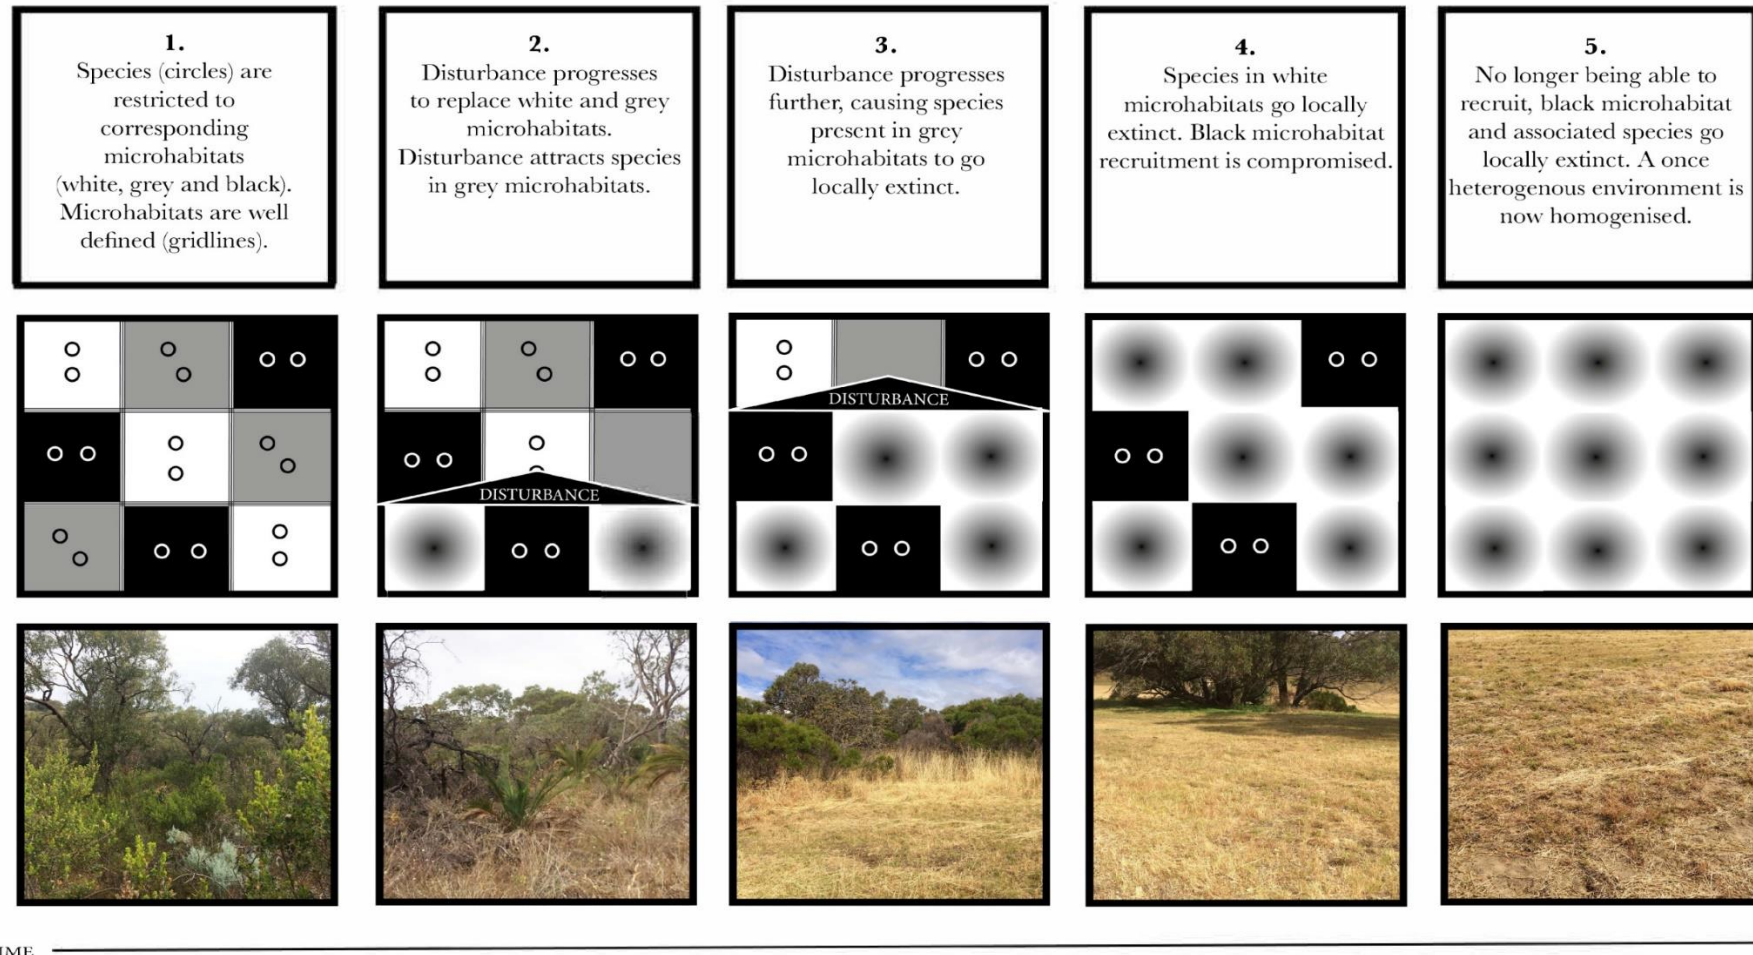 1.
Species (circles) are
restricted to
corresponding
microhabitats
(white, grey and black).
Microhabitats are well
defined (gridlines).
2.
Disturbance progresses
to replace white and grey
microhabitats.
Disturbance attracts species
in grey microhabitats.
3.
Disturbance progresses
further, causing species
present in grey
microhabitats to go
locally extinct.
4.
Species in white
microhabitats go locally
extinct. Black microhabitat
recruitment is compromised.
5.
No longer being able to
recruit, black microhabitat
and associated species go
locally extinct. A once
heterogenous environment is
now homogenised.
DISTURBANCE
DISTURBANCE